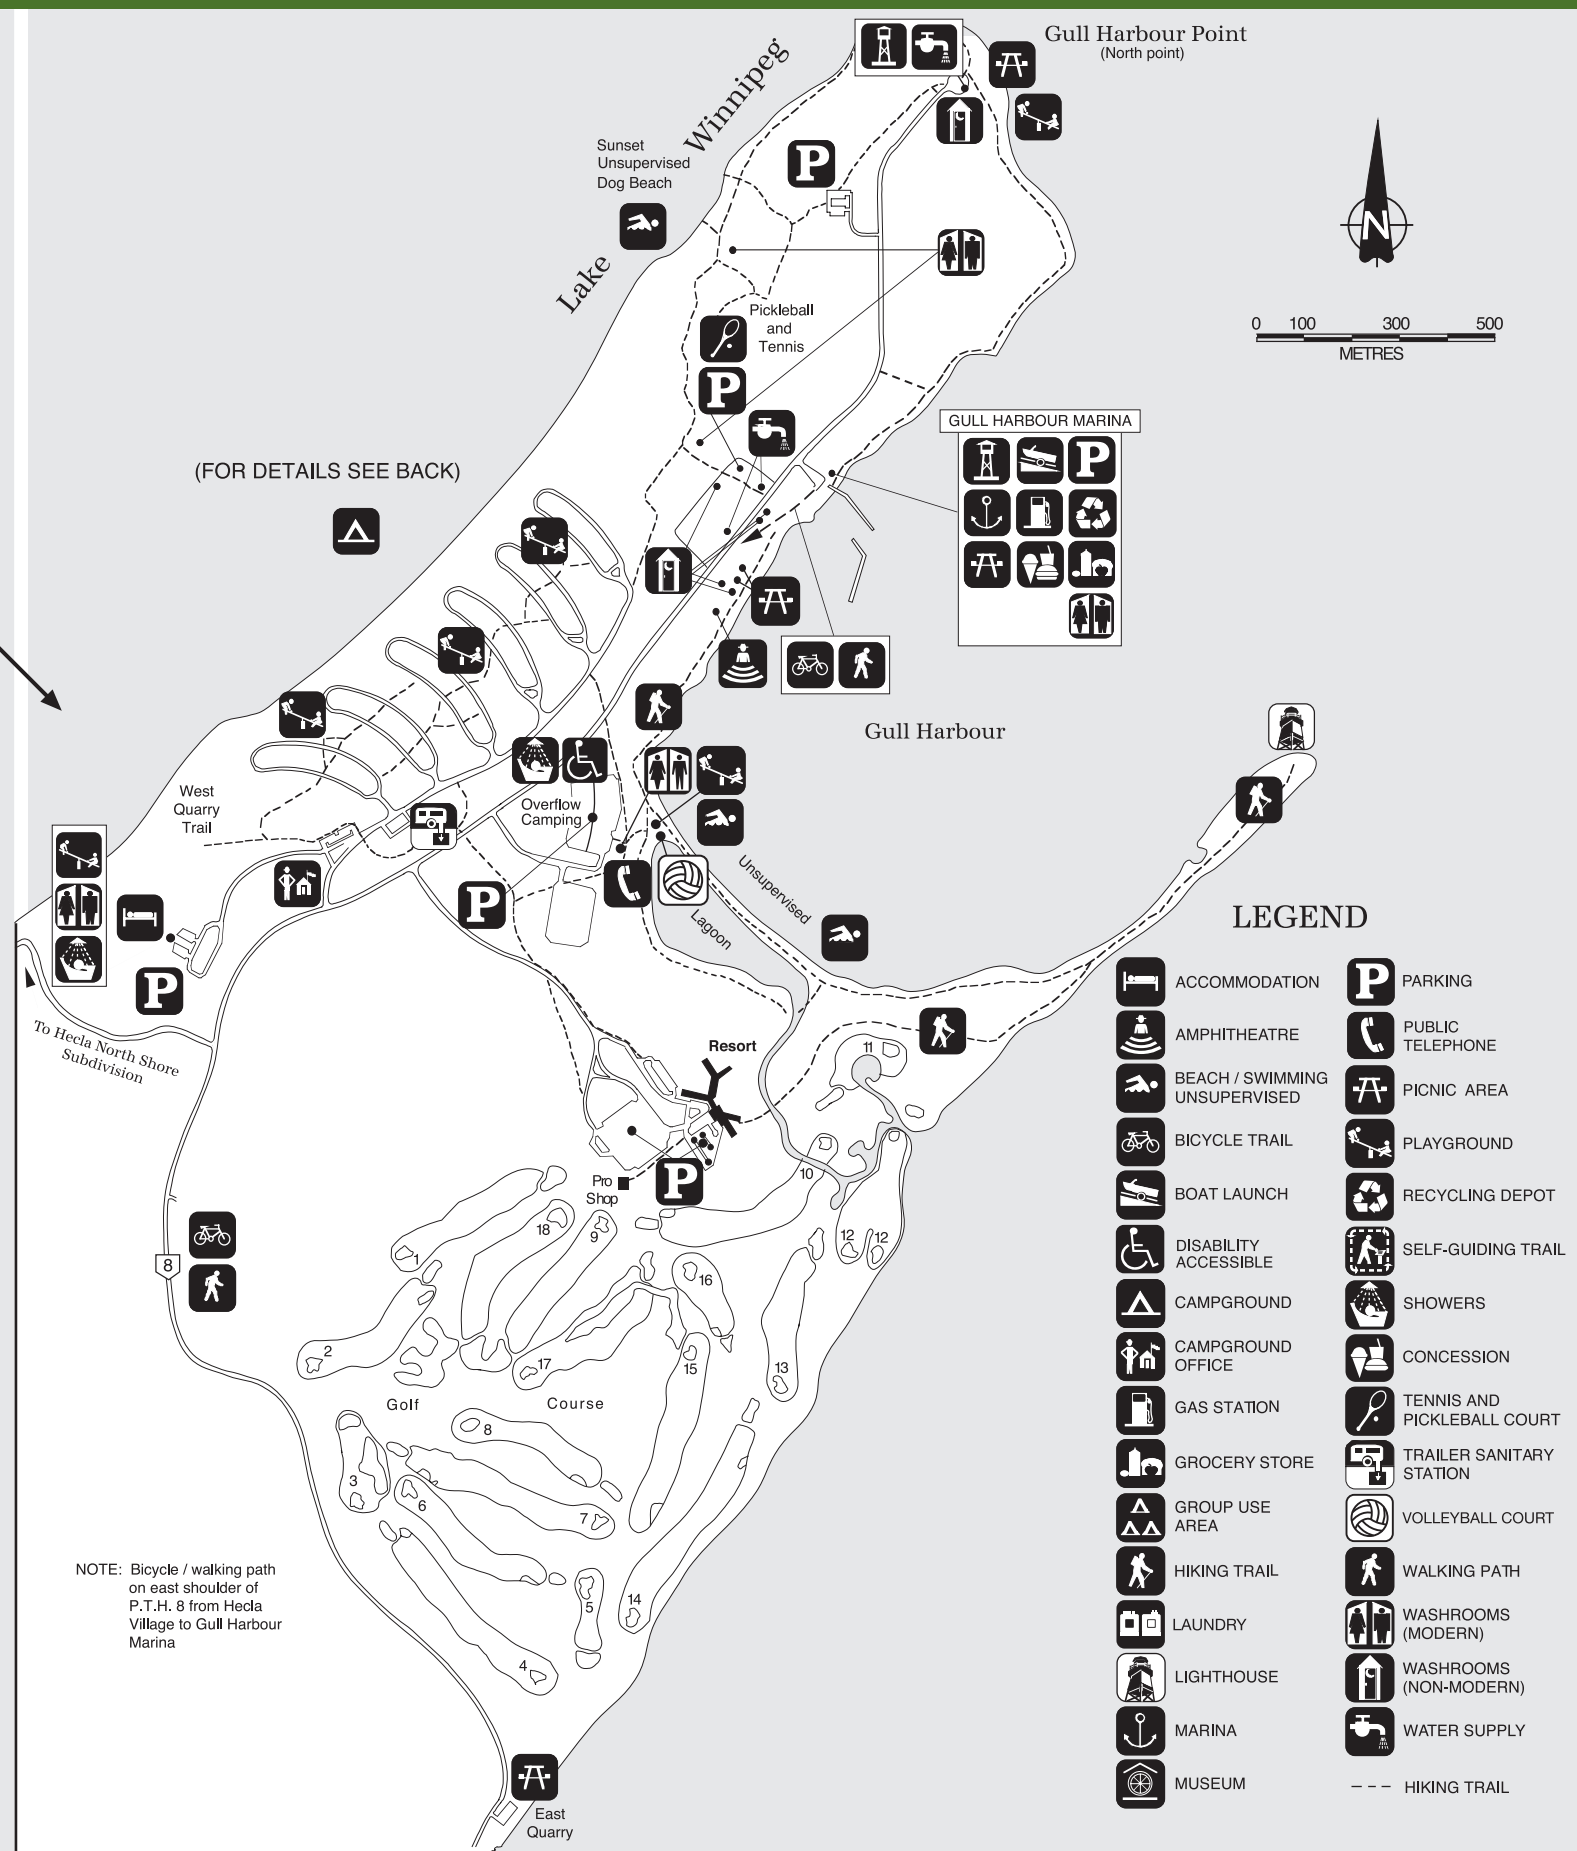 Gull Harbour Point
(North point)
Lake Winnipeg
Sunset
Unsupervised
Dog Beach
P
N
0 100 300 500
METRES
Pickleball
and
Tennis
P
GULL HARBOUR MARINA
P
(FOR DETAILS SEE BACK)
Gull Harbour
West
Quarry
Trail
Overflow
Camping
P
Unsupervised
Lagoon
P
To Hecla North Shore
Subdivision
Resort
Pro
Shop
P
8
1
2
3
4
5
6
7
8
9
10
11
12
12
13
14
15
16
17
18
Golf Course
NOTE: Bicycle / walking path
on east shoulder of
P.T.H. 8 from Hecla
Village to Gull Harbour
Marina
East
Quarry
LEGEND
ACCOMMODATION
AMPHITHEATRE
BEACH / SWIMMING
UNSUPERVISED
BICYCLE TRAIL
BOAT LAUNCH
DISABILITY
ACCESSIBLE
CAMPGROUND
CAMPGROUND
OFFICE
GAS STATION
GROCERY STORE
GROUP USE
AREA
HIKING TRAIL
LAUNDRY
LIGHTHOUSE
MARINA
MUSEUM
P PARKING
PUBLIC
TELEPHONE
PICNIC AREA
PLAYGROUND
RECYCLING DEPOT
SELF-GUIDING TRAIL
SHOWERS
CONCESSION
TENNIS AND
PICKLEBALL COURT
TRAILER SANITARY
STATION
VOLLEYBALL COURT
WALKING PATH
WASHROOMS
(MODERN)
WASHROOMS
(NON-MODERN)
WATER SUPPLY
--- HIKING TRAIL